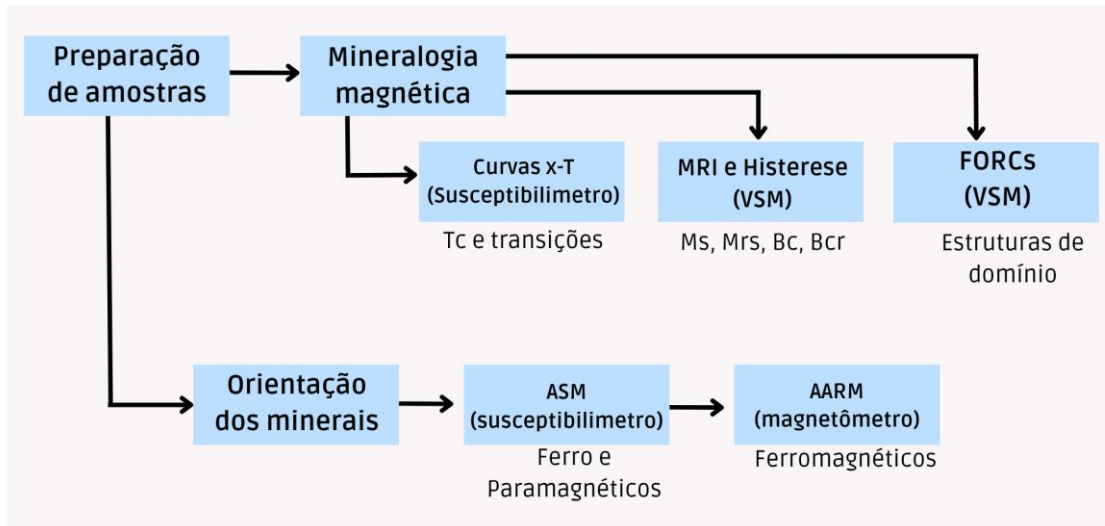 Preparação
de amostras
Mineralogia
magnética
Curvas x-T
(Susceptibilimetro)
Tc e transições
MRI e Histerese
(VSM)
Ms, Mrs, Bc, Bcr
FORCs
(VSM)
Estruturas de
domínio
Orientação
dos minerais
ASM
(susceptibilimetro)
Ferro e
Paramagnéticos
AARM
(magnetômetro)
Ferromagnéticos